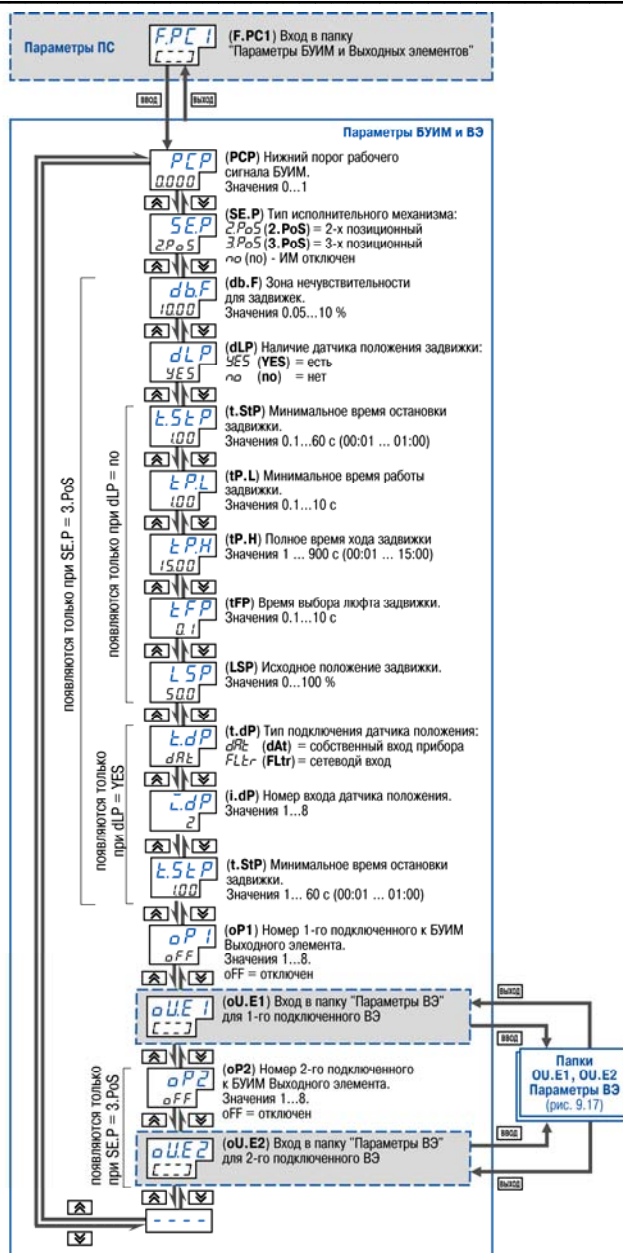 Параметры ПС
F.PC1
[---]
(F.PC1) Вход в папку
"Параметры БУИМ и Выходных элементов"
ВВОД
ВЫХОД
Параметры БУИМ и ВЭ
PCP
0.000
(PCP) Нижний порог рабочего
сигнала БУИМ.
Значения 0...1
SE.P
2.PoS
(SE.P) Тип исполнительного механизма:
2.PoS (2.PoS) = 2-х позиционный
3.PoS (3.PoS) = 3-х позиционный
no (no) - ИМ отключен
появляются только при SE.P = 3.PoS
db.F
10.00
(db.F) Зона нечувствительности
для задвижек.
Значения 0.05...10 %
dLP
YES
(dLP) Наличие датчика положения задвижки:
YES (YES) = есть
no (no) = нет
появляются только при dLP = no
t.StP
1.00
(t.StP) Минимальное время остановки
задвижки.
Значения 0.1...60 с (00:01 ... 01:00)
tP.L
1.00
(tP.L) Минимальное время работы
задвижки.
Значения 0.1...10 с
tP.H
15.00
(tP.H) Полное время хода задвижки
Значения 1 ... 900 с (00:01 ... 15:00)
tFP
0.1
(tFP) Время выбора люфта задвижки.
Значения 0.1...10 с
LSP
50.0
(LSP) Исходное положение задвижки.
Значения 0...100 %
появляются только
при dLP = YES
t.dP
dAt
(t.dP) Тип подключения датчика положения:
dAt (dAt) = собственный вход прибора
FLtr (FLtr) = сетеводй вход
i.dP
2
(i.dP) Номер входа датчика положения.
Значения 1...8
t.StP
1.00
(t.StP) Минимальное время остановки
задвижки.
Значения 1... 60 с (00:01 ... 01:00)
oP1
oFF
(oP1) Номер 1-го подключенного к БУИМ
Выходного элемента.
Значения 1...8.
oFF = отключен
oU.E1
[---]
(oU.E1) Вход в папку "Параметры ВЭ"
для 1-го подключенного ВЭ
ВЫХОД
ВВОД
появляются только
при SE.P = 3.PoS
oP2
oFF
(oP2) Номер 2-го подключенного
к БУИМ Выходного элемента.
Значения 1...8.
oFF = отключен
Папки
OU.E1, OU.E2
Параметры ВЭ
(рис. 9.17)
oU.E2
[---]
(oU.E2) Вход в папку "Параметры ВЭ"
для 2-го подключенного ВЭ
ВВОД
ВЫХОД
----